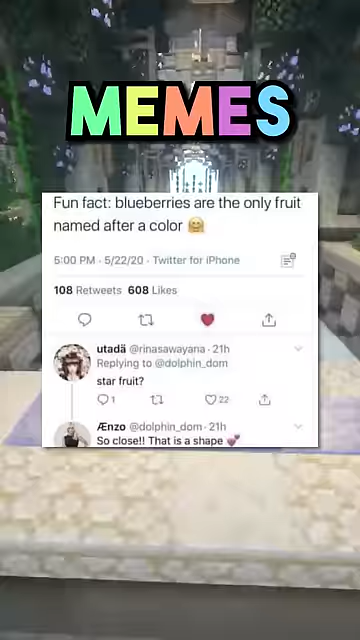 MEMES
Fun fact: blueberries are the only fruit
named after a color 🤗
5:00 PM · 5/22/20 · Twitter for iPhone
108 Retweets 608 Likes
utadä @rinasawayana · 21h
Replying to @dolphin_dom
star fruit?
1 22
Ænzo @dolphin_dom · 21h
So close!! That is a shape 💕